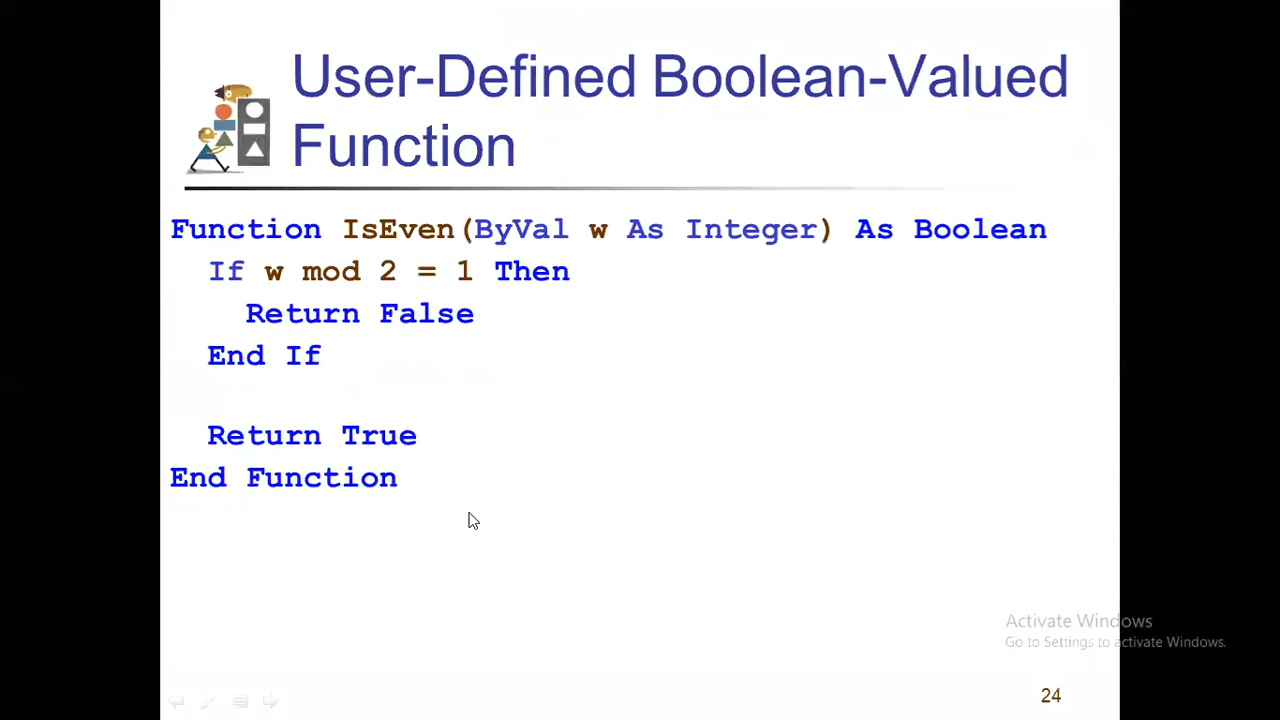 User-Defined Boolean-Valued
Function
Function IsEven(ByVal w As Integer) As Boolean
If w mod 2 = 1 Then
Return False
End If
Return True
End Function
Activate Windows
Go to Settings to activate Windows.
24